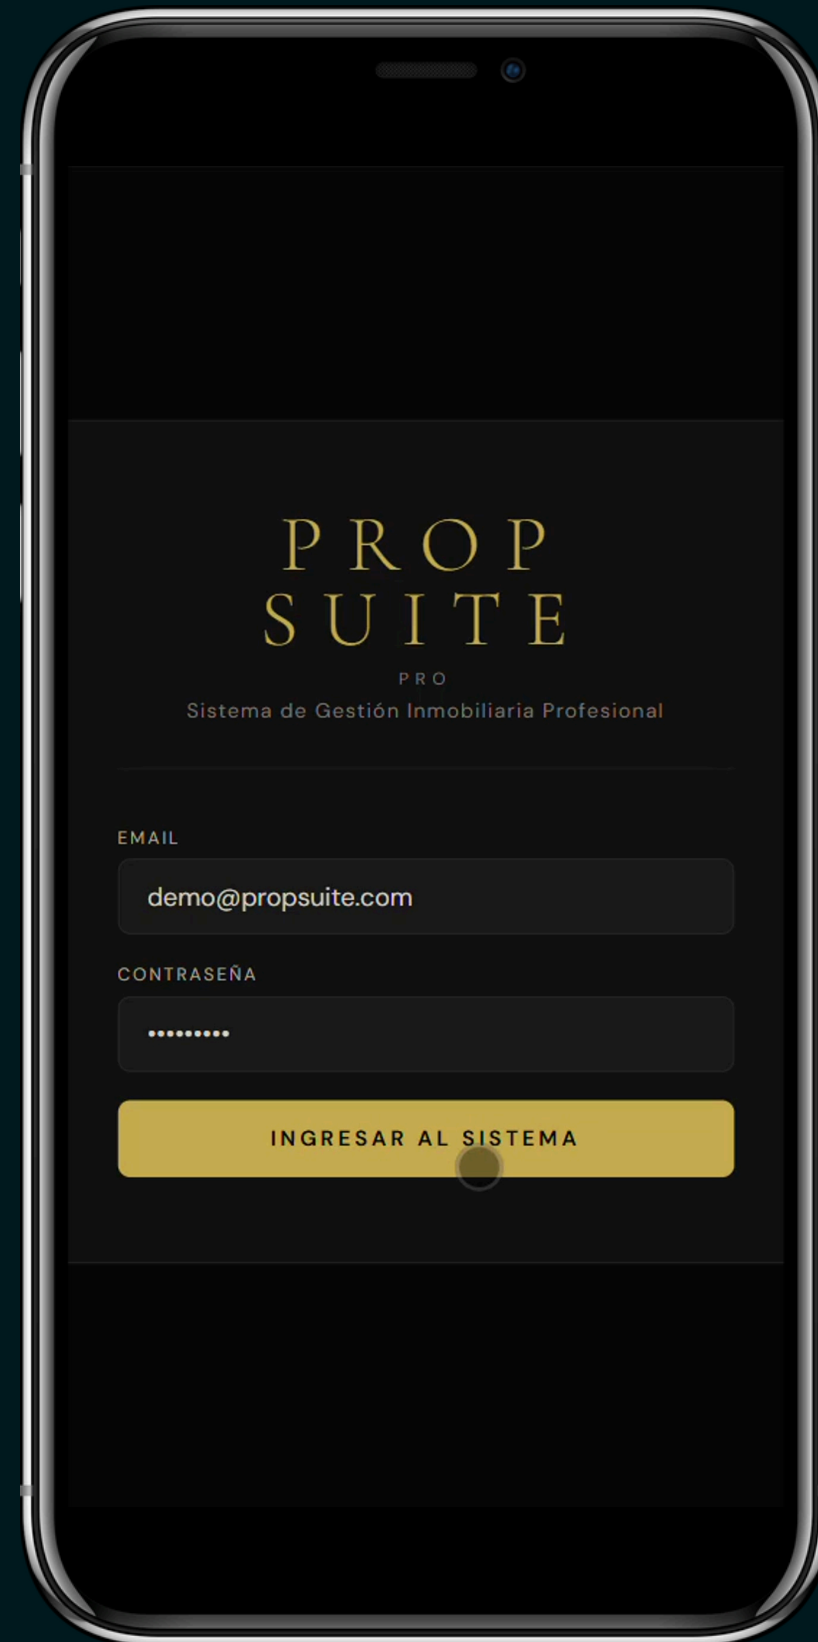 PROP
SUITE
PRO
Sistema de Gestión Inmobiliaria Profesional
EMAIL
demo@propsuite.com
CONTRASEÑA
•••••••••
INGRESAR AL SISTEMA